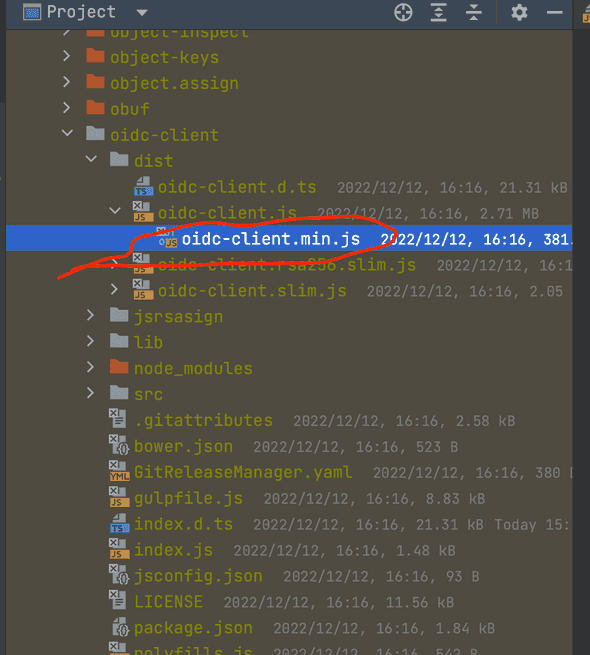 Project
object-inspect
object-keys
object.assign
obuf
oidc-client
dist
oidc-client.d.ts 2022/12/12, 16:16, 21.31 kB
oidc-client.js 2022/12/12, 16:16, 2.71 MB
oidc-client.min.js 2022/12/12, 16:16, 381.
oidc-client.rsa256.slim.js 2022/12/12, 16:1
oidc-client.slim.js 2022/12/12, 16:16, 2.05
jsrsasign
lib
node_modules
src
.gitattributes 2022/12/12, 16:16, 2.58 kB
bower.json 2022/12/12, 16:16, 523 B
GitReleaseManager.yaml 2022/12/12, 16:16, 380
gulpfile.js 2022/12/12, 16:16, 8.83 kB
index.d.ts 2022/12/12, 16:16, 21.31 kB Today 15:
index.js 2022/12/12, 16:16, 1.48 kB
jsconfig.json 2022/12/12, 16:16, 93 B
LICENSE 2022/12/12, 16:16, 11.56 kB
package.json 2022/12/12, 16:16, 1.84 kB
polyfills.js 2022/12/12, 16:16, 542 B